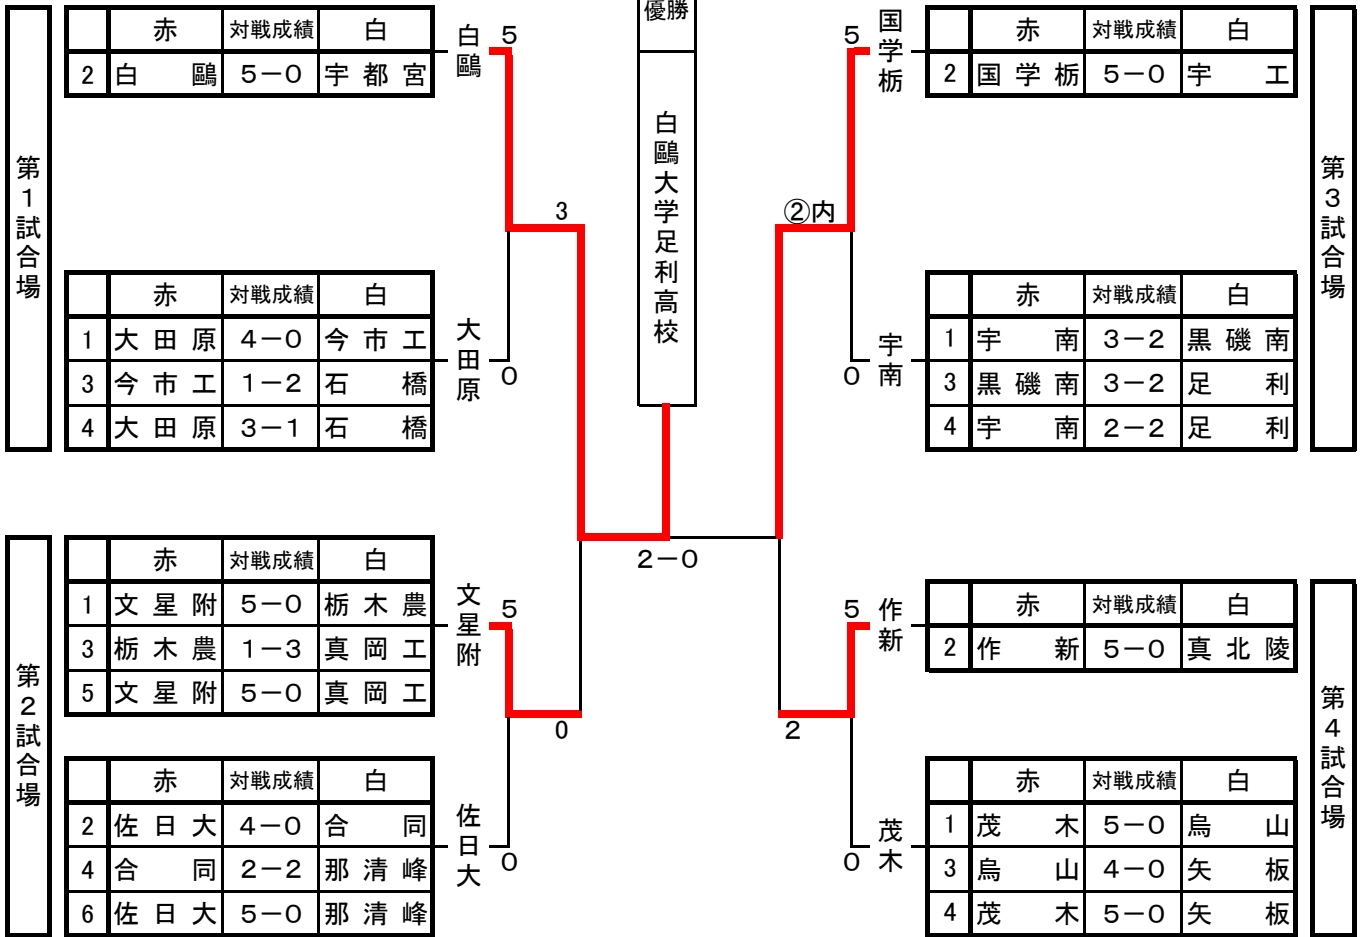 優勝
白鷗大学足利高校
第1試合場
赤 対戦成績 白
2 白鷗 5－0 宇都宮
白鷗 5
赤 対戦成績 白
1 大田原 4－0 今市工
3 今市工 1－2 石橋
4 大田原 3－1 石橋
大田原 0
3
第2試合場
赤 対戦成績 白
1 文星附 5－0 栃木農
3 栃木農 1－3 真岡工
5 文星附 5－0 真岡工
文星附 5
赤 対戦成績 白
2 佐日大 4－0 合同
4 合同 2－2 那清峰
6 佐日大 5－0 那清峰
佐日大 0
0
2－0
第3試合場
5 国学栃
赤 対戦成績 白
2 国学栃 5－0 宇工
②内
0 宇南
赤 対戦成績 白
1 宇南 3－2 黒磯南
3 黒磯南 3－2 足利
4 宇南 2－2 足利
第4試合場
5 作新
赤 対戦成績 白
2 作新 5－0 真北陵
2
0 茂木
赤 対戦成績 白
1 茂木 5－0 烏山
3 烏山 4－0 矢板
4 茂木 5－0 矢板